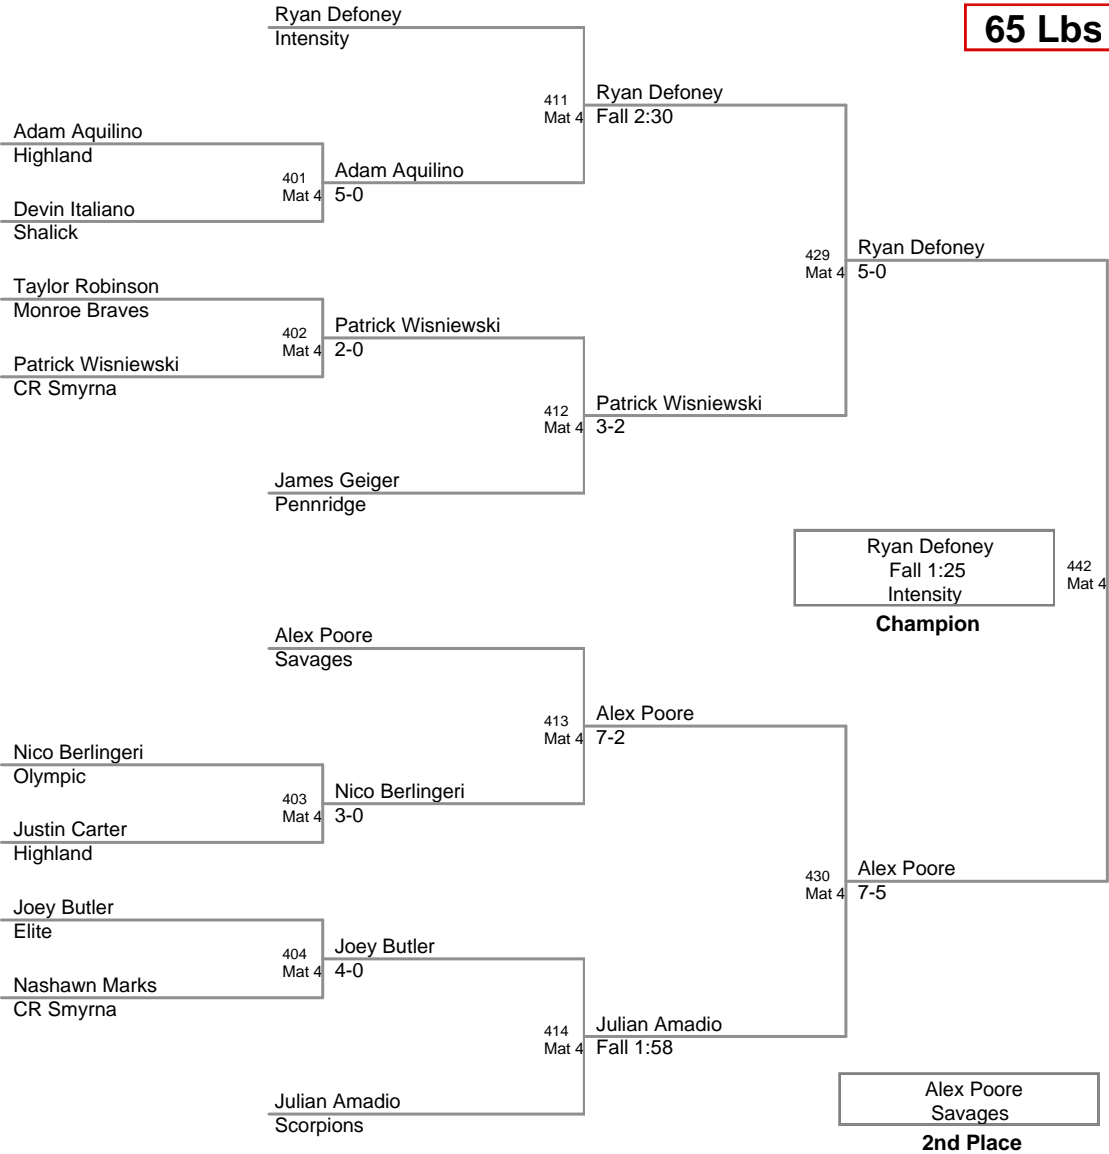 Ryan Defoney
Intensity
65 Lbs
411
Mat 4
Ryan Defoney
Fall 2:30
Adam Aquilino
Highland
401
Mat 4
Adam Aquilino
5-0
Devin Italiano
Shalick
429
Mat 4
Ryan Defoney
5-0
Taylor Robinson
Monroe Braves
402
Mat 4
Patrick Wisniewski
2-0
Patrick Wisniewski
CR Smyrna
412
Mat 4
Patrick Wisniewski
3-2
James Geiger
Pennridge
Ryan Defoney
Fall 1:25
Intensity
Champion
442
Mat 4
Alex Poore
Savages
413
Mat 4
Alex Poore
7-2
Nico Berlingeri
Olympic
403
Mat 4
Nico Berlingeri
3-0
Justin Carter
Highland
430
Mat 4
Alex Poore
7-5
Joey Butler
Elite
404
Mat 4
Joey Butler
4-0
Nashawn Marks
CR Smyrna
414
Mat 4
Julian Amadio
Fall 1:58
Julian Amadio
Scorpions
Alex Poore
Savages
2nd Place